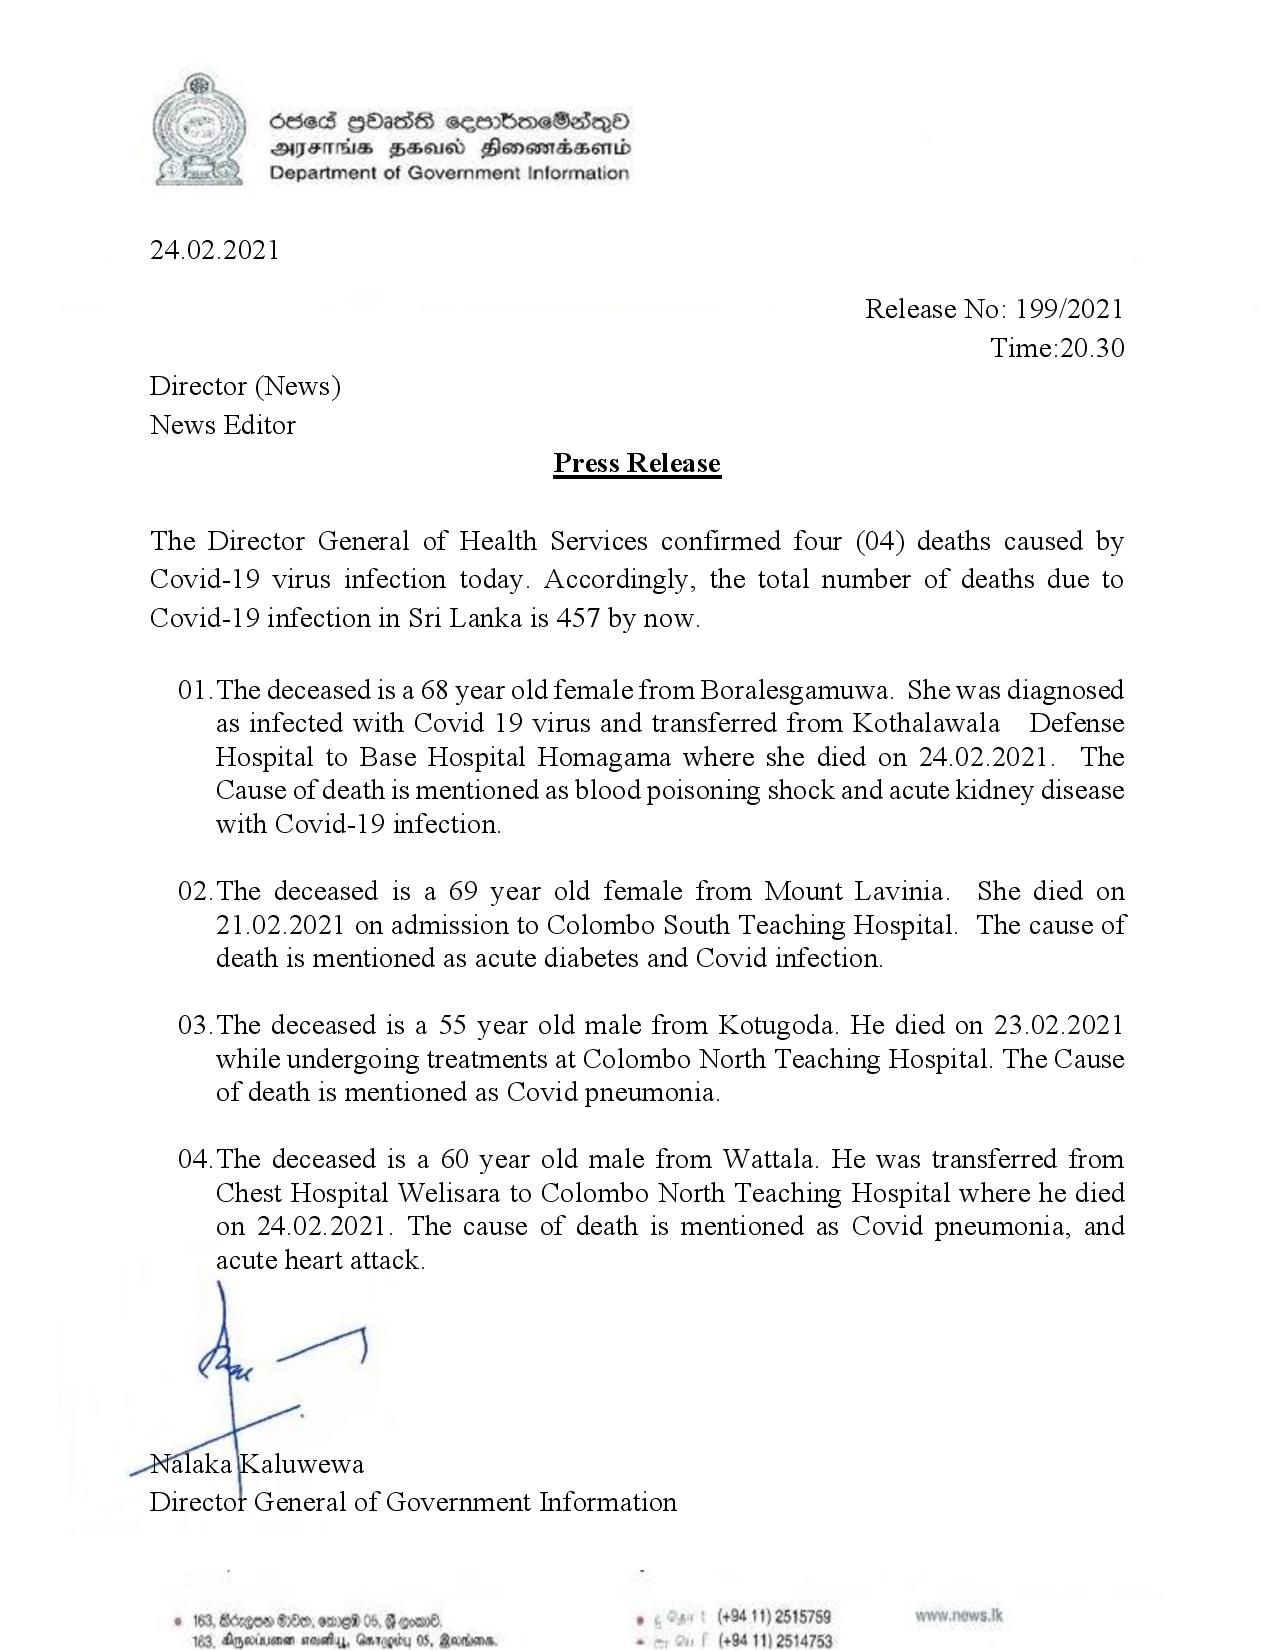 රජයේ ප්‍රවෘත්ති දෙපාර්තමේන්තුව
அரசாங்க தகவல் திணைக்களம்
Department of Government Information
24.02.2021
Release No: 199/2021
Time:20.30
Director (News)
News Editor
Press Release
The Director General of Health Services confirmed four (04) deaths caused by
Covid-19 virus infection today. Accordingly, the total number of deaths due to
Covid-19 infection in Sri Lanka is 457 by now.
01.The deceased is a 68 year old female from Boralesgamuwa. She was diagnosed
as infected with Covid 19 virus and transferred from Kothalawala Defense
Hospital to Base Hospital Homagama where she died on 24.02.2021. The
Cause of death is mentioned as blood poisoning shock and acute kidney disease
with Covid-19 infection.
02.The deceased is a 69 year old female from Mount Lavinia. She died on
21.02.2021 on admission to Colombo South Teaching Hospital. The cause of
death is mentioned as acute diabetes and Covid infection.
03.The deceased is a 55 year old male from Kotugoda. He died on 23.02.2021
while undergoing treatments at Colombo North Teaching Hospital. The Cause
of death is mentioned as Covid pneumonia.
04.The deceased is a 60 year old male from Wattala. He was transferred from
Chest Hospital Welisara to Colombo North Teaching Hospital where he died
on 24.02.2021. The cause of death is mentioned as Covid pneumonia, and
acute heart attack.
Nalaka Kaluwewa
Director General of Government Information
163, කිරුලපන මාවත, කොළඹ 05, ශ්‍රී ලංකාව. (+94 11) 2515759 www.news.lk
163, கிருலப்பனை எவனியூ, கொழும்பு 05, இலங்கை. (+94 11) 2514753